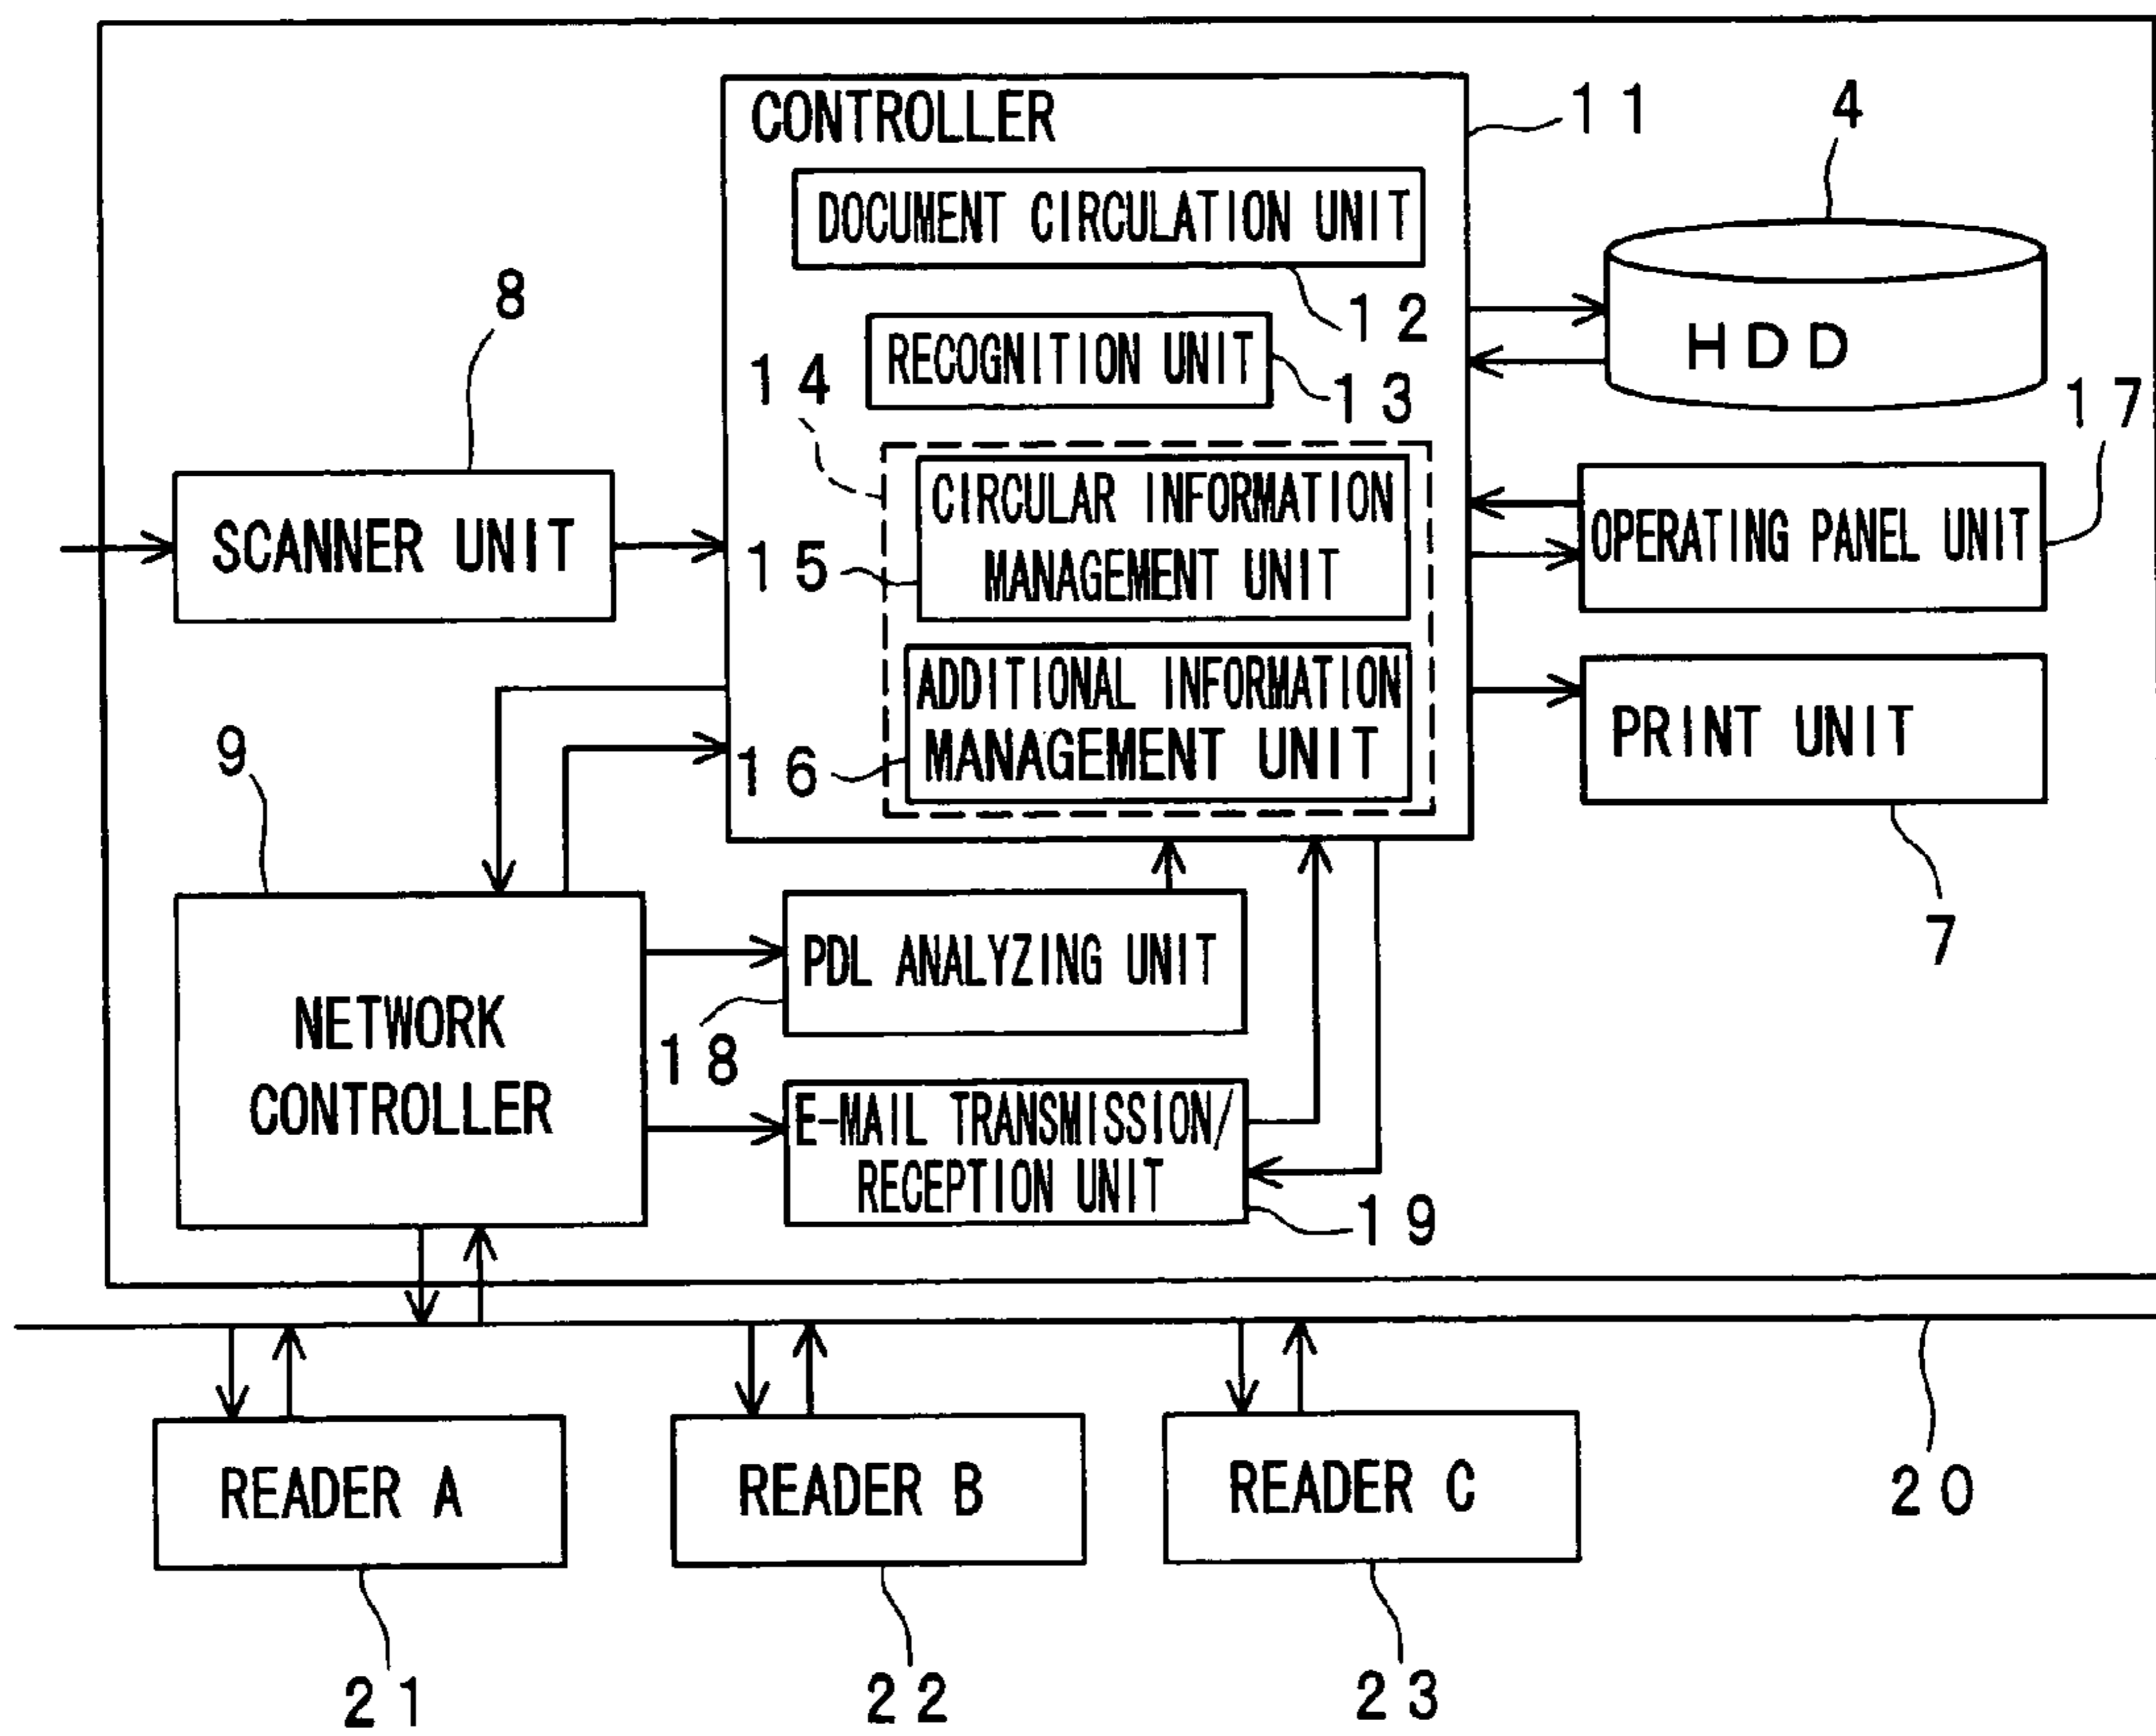 CONTROLLER
11
4
DOCUMENT CIRCULATION UNIT
12
8
RECOGNITION UNIT
13
HDD
14
17
CIRCULAR INFORMATION
MANAGEMENT UNIT
15
SCANNER UNIT
OPERATING PANEL UNIT
ADDITIONAL INFORMATION
MANAGEMENT UNIT
16
PRINT UNIT
7
9
NETWORK
CONTROLLER
PDL ANALYZING UNIT
18
E-MAIL TRANSMISSION/
RECEPTION UNIT
19
READER A
READER B
READER C
20
21
22
23